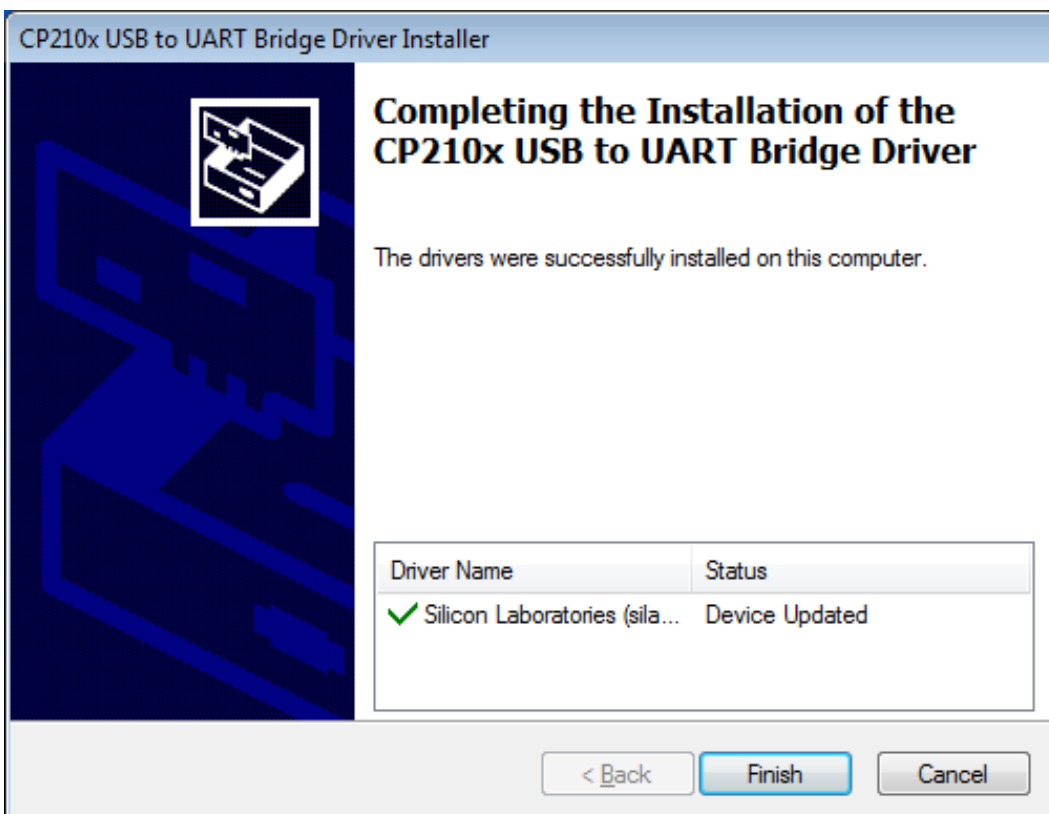 CP210x USB to UART Bridge Driver Installer
Completing the Installation of the
CP210x USB to UART Bridge Driver
The drivers were successfully installed on this computer.
Driver Name Status
Silicon Laboratories (sila... Device Updated
< Back Finish Cancel